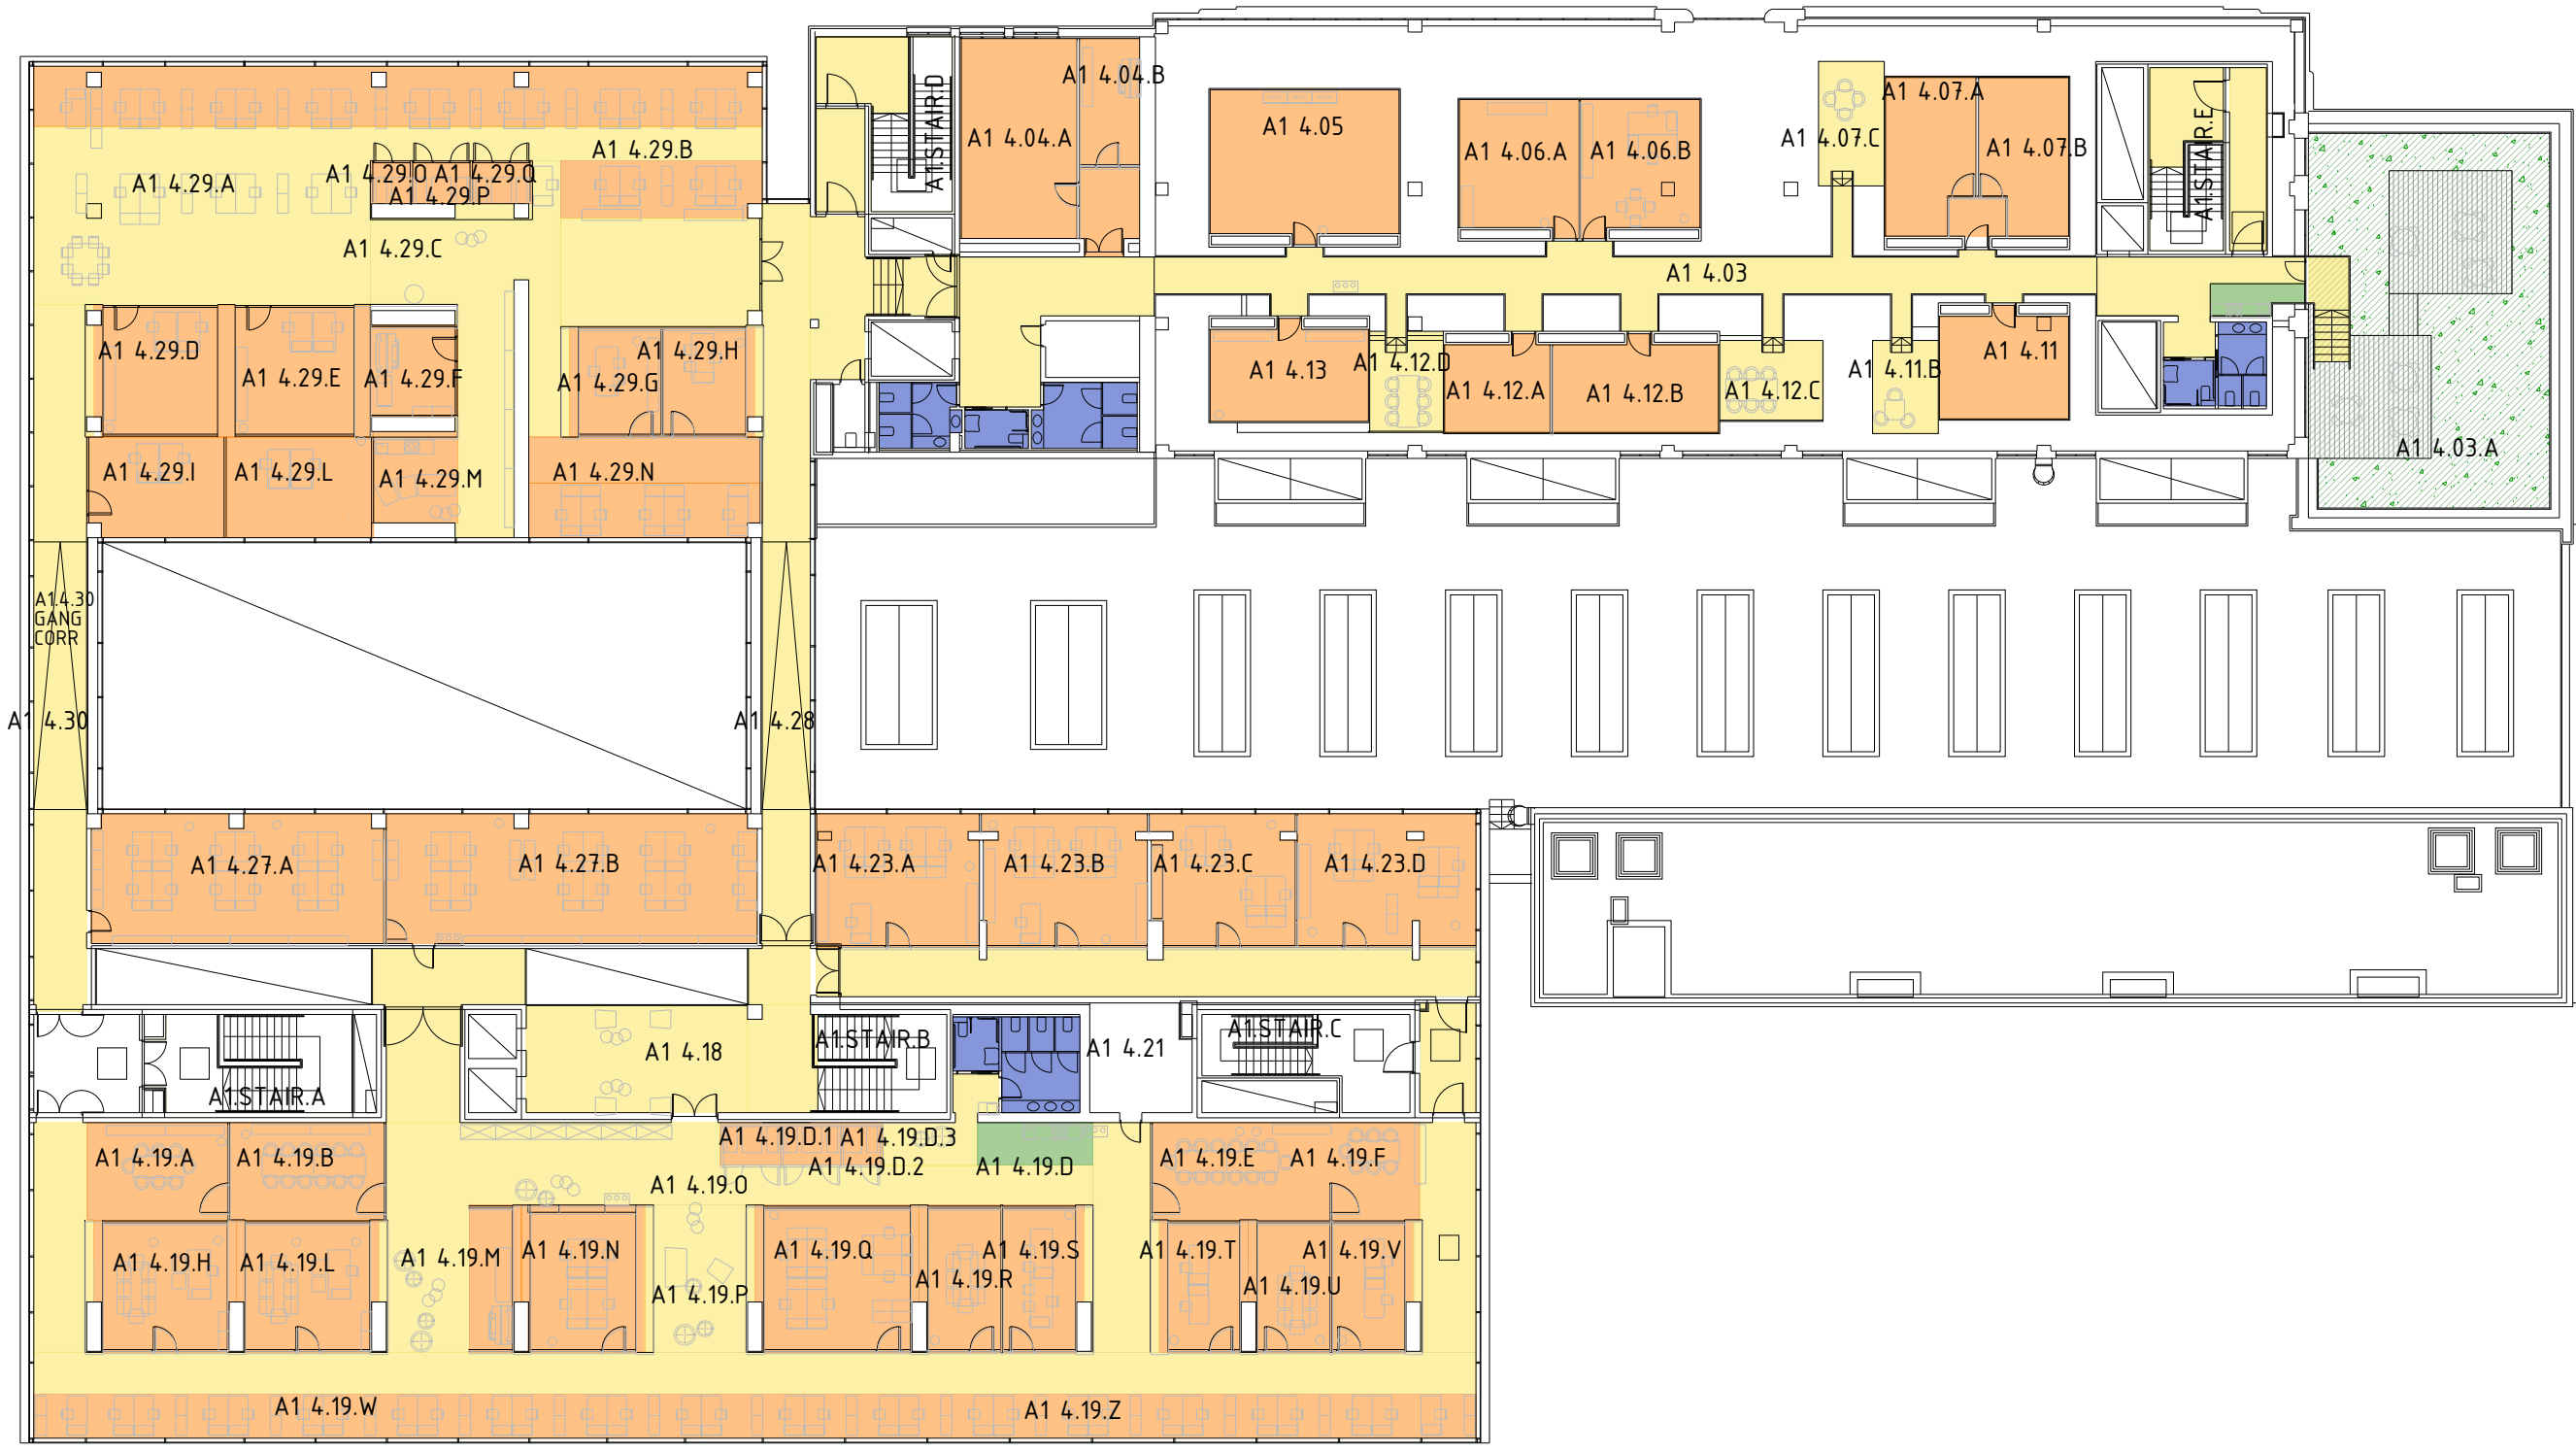 A1 4.04.B
A1.STAIR.D
A1 4.04.A
A1 4.05
A1 4.06.A
A1 4.06.B
A1 4.07.A
A1 4.07.C
A1 4.07.B
A1.STAIR.E
A1 4.29.B
A1 4.29.A
A1 4.29.O
A1 4.29.Q
A1 4.29.P
A1 4.29.C
A1 4.03
A1 4.29.D
A1 4.29.E
A1 4.29.F
A1 4.29.G
A1 4.29.H
A1 4.13
A1 4.12.D
A1 4.12.A
A1 4.12.B
A1 4.12.C
A1 4.11.B
A1 4.11
A1 4.03.A
A1 4.29.I
A1 4.29.L
A1 4.29.M
A1 4.29.N
A1.4.30
GANG
CORR
A1 4.30
A1 4.28
A1 4.27.A
A1 4.27.B
A1 4.23.A
A1 4.23.B
A1 4.23.C
A1 4.23.D
A1 4.18
A1.STAIR.B
A1 4.21
A1.STAIR.C
A1.STAIR.A
A1 4.19.A
A1 4.19.B
A1 4.19.D.1
A1 4.19.D.3
A1 4.19.D.2
A1 4.19.D
A1 4.19.E
A1 4.19.F
A1 4.19.O
A1 4.19.H
A1 4.19.L
A1 4.19.M
A1 4.19.N
A1 4.19.P
A1 4.19.Q
A1 4.19.R
A1 4.19.S
A1 4.19.T
A1 4.19.U
A1 4.19.V
A1 4.19.W
A1 4.19.Z